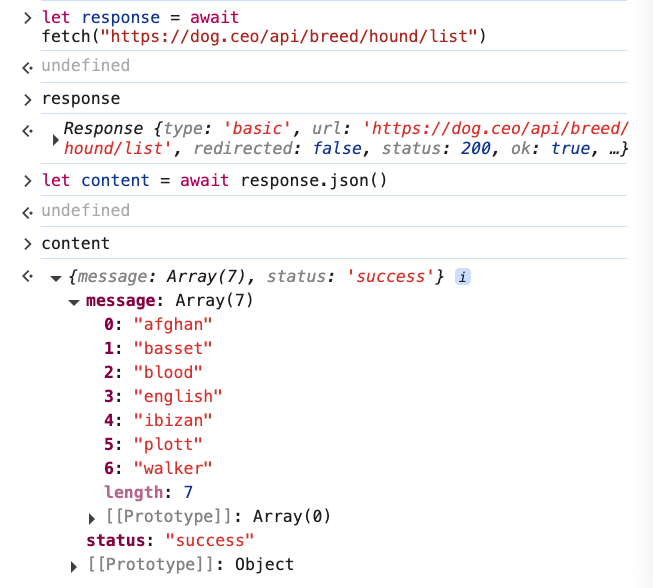 > let response = await
fetch("https://dog.ceo/api/breed/hound/list")
undefined
> response
Response {type: 'basic', url: 'https://dog.ceo/api/breed/
hound/list', redirected: false, status: 200, ok: true, …}
> let content = await response.json()
undefined
> content
{message: Array(7), status: 'success'} i
message: Array(7)
0: "afghan"
1: "basset"
2: "blood"
3: "english"
4: "ibizan"
5: "plott"
6: "walker"
length: 7
[[Prototype]]: Array(0)
status: "success"
[[Prototype]]: Object